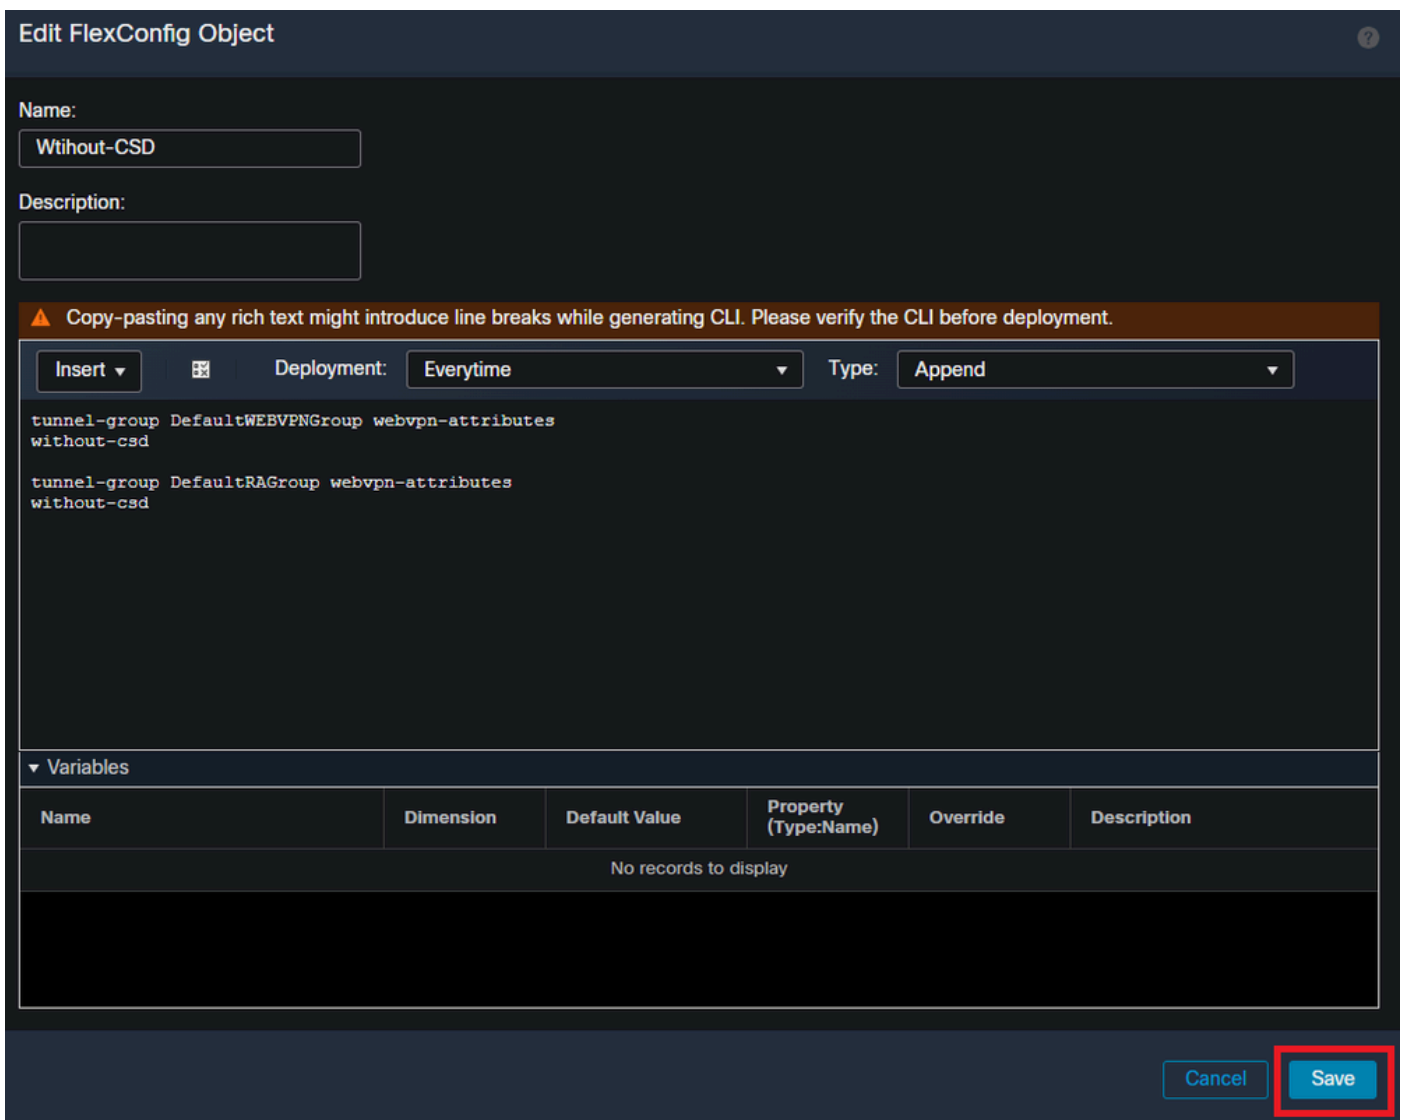 Edit FlexConfig Object
?
Name:
Wtihout-CSD
Description:
Copy-pasting any rich text might introduce line breaks while generating CLI. Please verify the CLI before deployment.
Insert Deployment: Everytime Type: Append
tunnel-group DefaultWEBVPNGroup webvpn-attributes
without-csd
tunnel-group DefaultRAGroup webvpn-attributes
without-csd
Variables
Name Dimension Default Value Property (Type:Name) Override Description
No records to display
Cancel Save